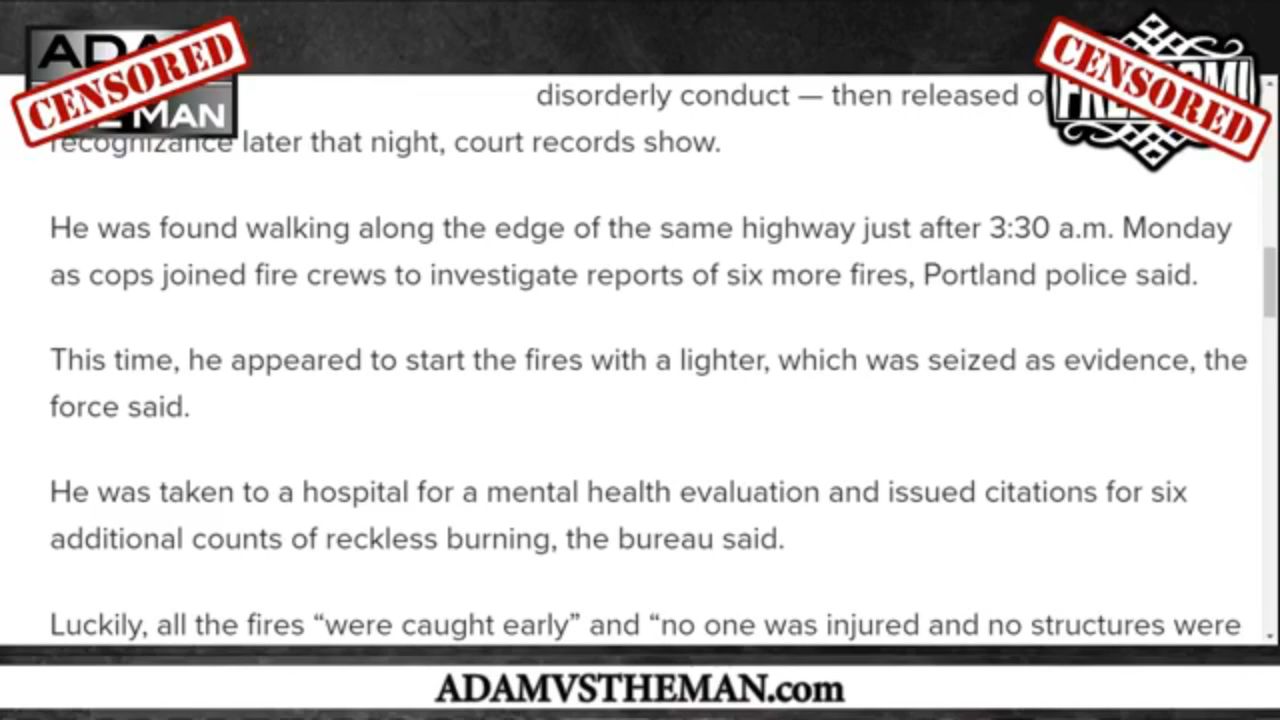 CENSORED
CENSORED
MAN
disorderly conduct — then released
recognizance later that night, court records show.
He was found walking along the edge of the same highway just after 3:30 a.m. Monday
as cops joined fire crews to investigate reports of six more fires, Portland police said.
This time, he appeared to start the fires with a lighter, which was seized as evidence, the
force said.
He was taken to a hospital for a mental health evaluation and issued citations for six
additional counts of reckless burning, the bureau said.
Luckily, all the fires “were caught early” and “no one was injured and no structures were
ADAMVSTHEMAN.com